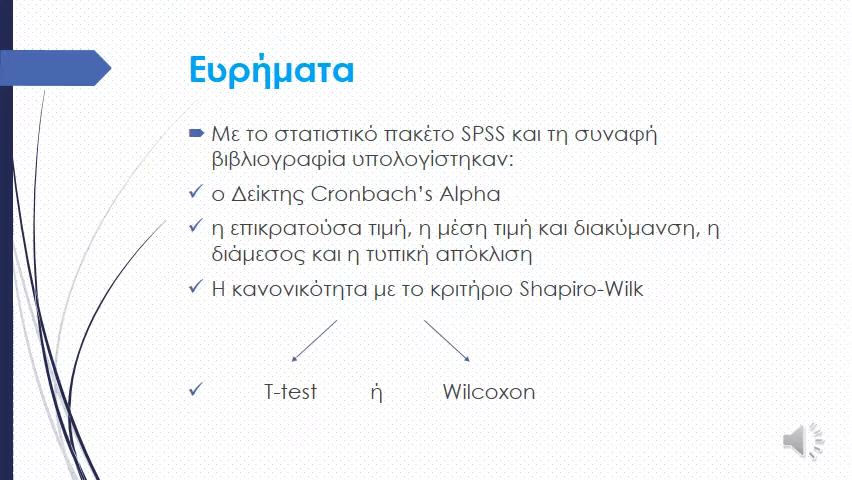 Ευρήματα
Με το στατιστικό πακέτο SPSS και τη συναφή
βιβλιογραφία υπολογίστηκαν:
ο Δείκτης Cronbach’s Alpha
η επικρατούσα τιμή, η μέση τιμή και διακύμανση, η
διάμεσος και η τυπική απόκλιση
Η κανονικότητα με το κριτήριο Shapiro-Wilk
T-test ή Wilcoxon